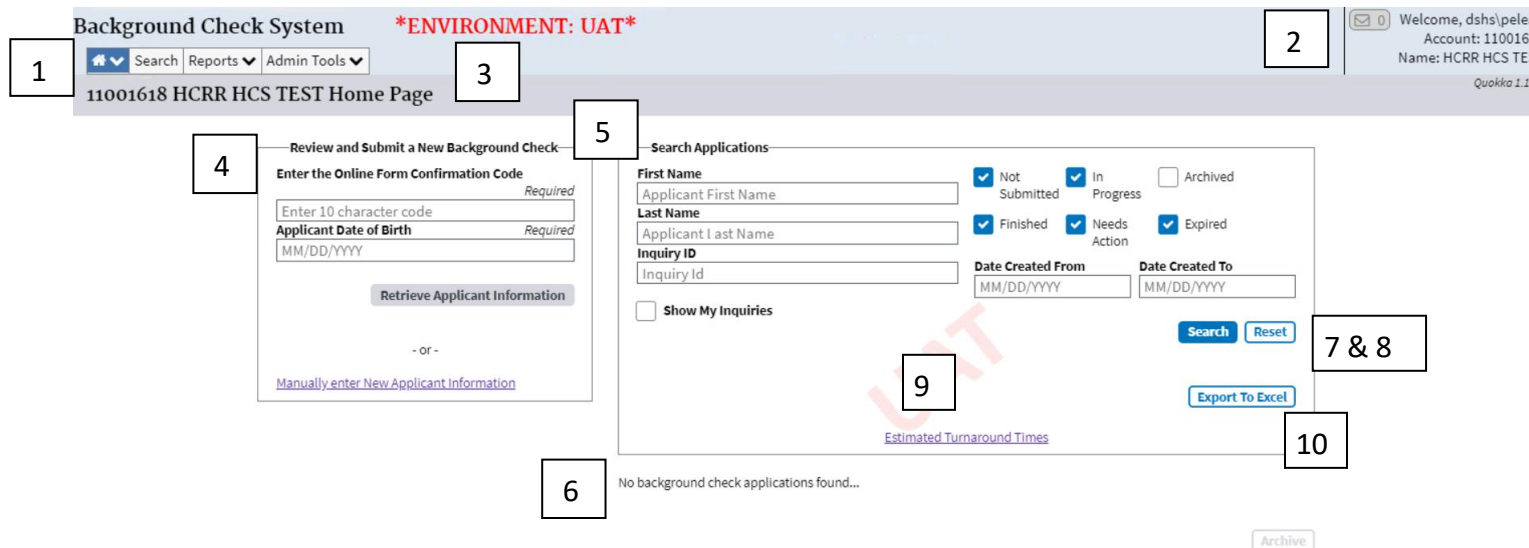 Background Check System *ENVIRONMENT: UAT*
0 Welcome, dshs\pele
Account: 110016
Name: HCRR HCS TE
1
2
Search Reports Admin Tools
3
11001618 HCRR HCS TEST Home Page
Quokka 1.1
4
Review and Submit a New Background Check
Enter the Online Form Confirmation Code
Required
Enter 10 character code
Applicant Date of Birth Required
MM/DD/YYYY
Retrieve Applicant Information
- or -
Manually enter New Applicant Information
5
Search Applications
First Name
Applicant First Name
Last Name
Applicant Last Name
Inquiry ID
Inquiry Id
Show My Inquiries
Not Submitted
In Progress
Archived
Finished
Needs Action
Expired
Date Created From Date Created To
MM/DD/YYYY MM/DD/YYYY
Search Reset
7 & 8
UAT
9
Export To Excel
Estimated Turnaround Times
10
6
No background check applications found...
Archive